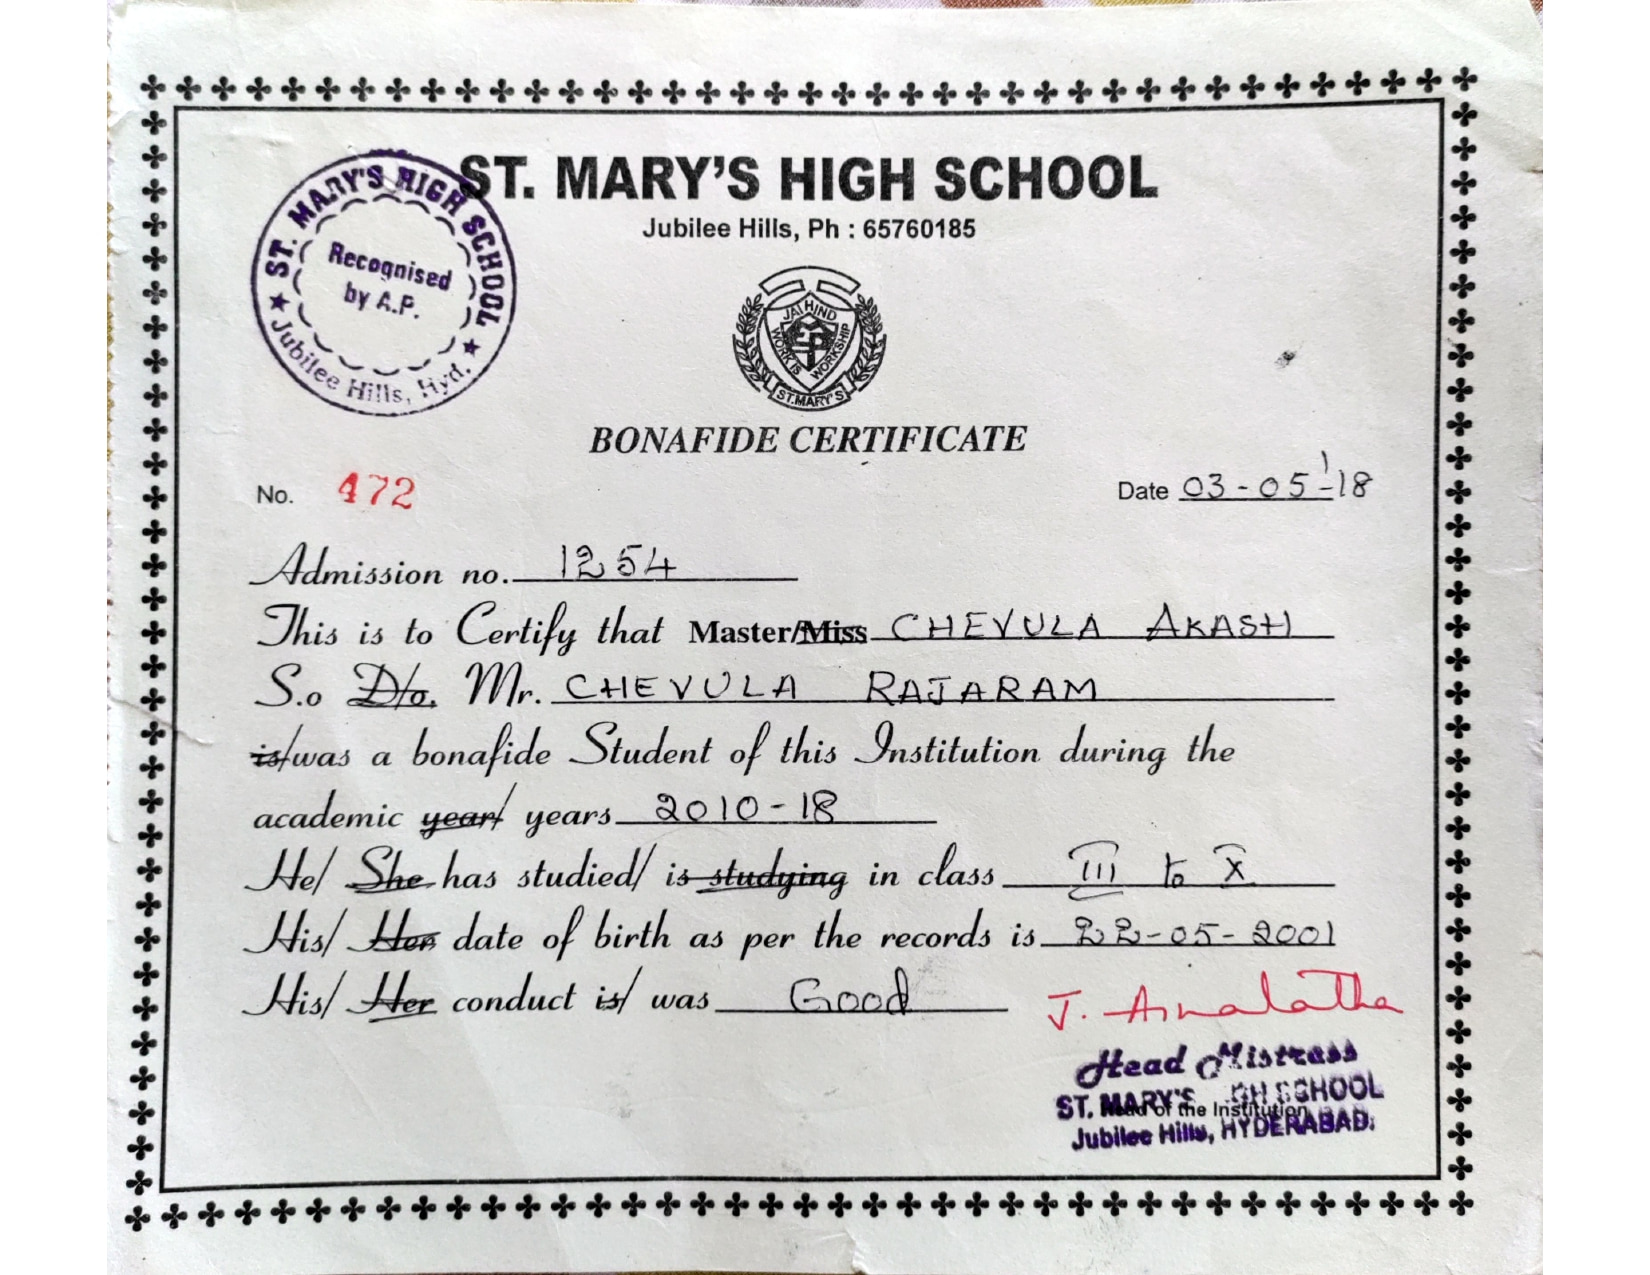 ST. MARY'S HIGH SCHOOL
Jubilee Hills, Ph : 65760185
ST. MARY'S HIGH SCHOOL
Recognised
by A.P.
★ Jubilee Hills, Hyd. ★
JAI HIND
WORK IS WORKSHIP
ST.MARY'S
BONAFIDE CERTIFICATE
No. 472 Date 03-05-18
Admission no. 1254
This is to Certify that Master/Miss CHEVULA AKASH
S.o D/o. Mr. CHEVULA RAJARAM
is/was a bonafide Student of this Institution during the
academic year/ years 2010-18
He/ She has studied/ is studying in class III to X
His/ Her date of birth as per the records is 22-05-2001
His/ Her conduct is/ was Good
J.
Head Mistress
ST. MARY'S HIGH SCHOOL
Head of the Institution
Jubilee Hills, HYDERABAD.